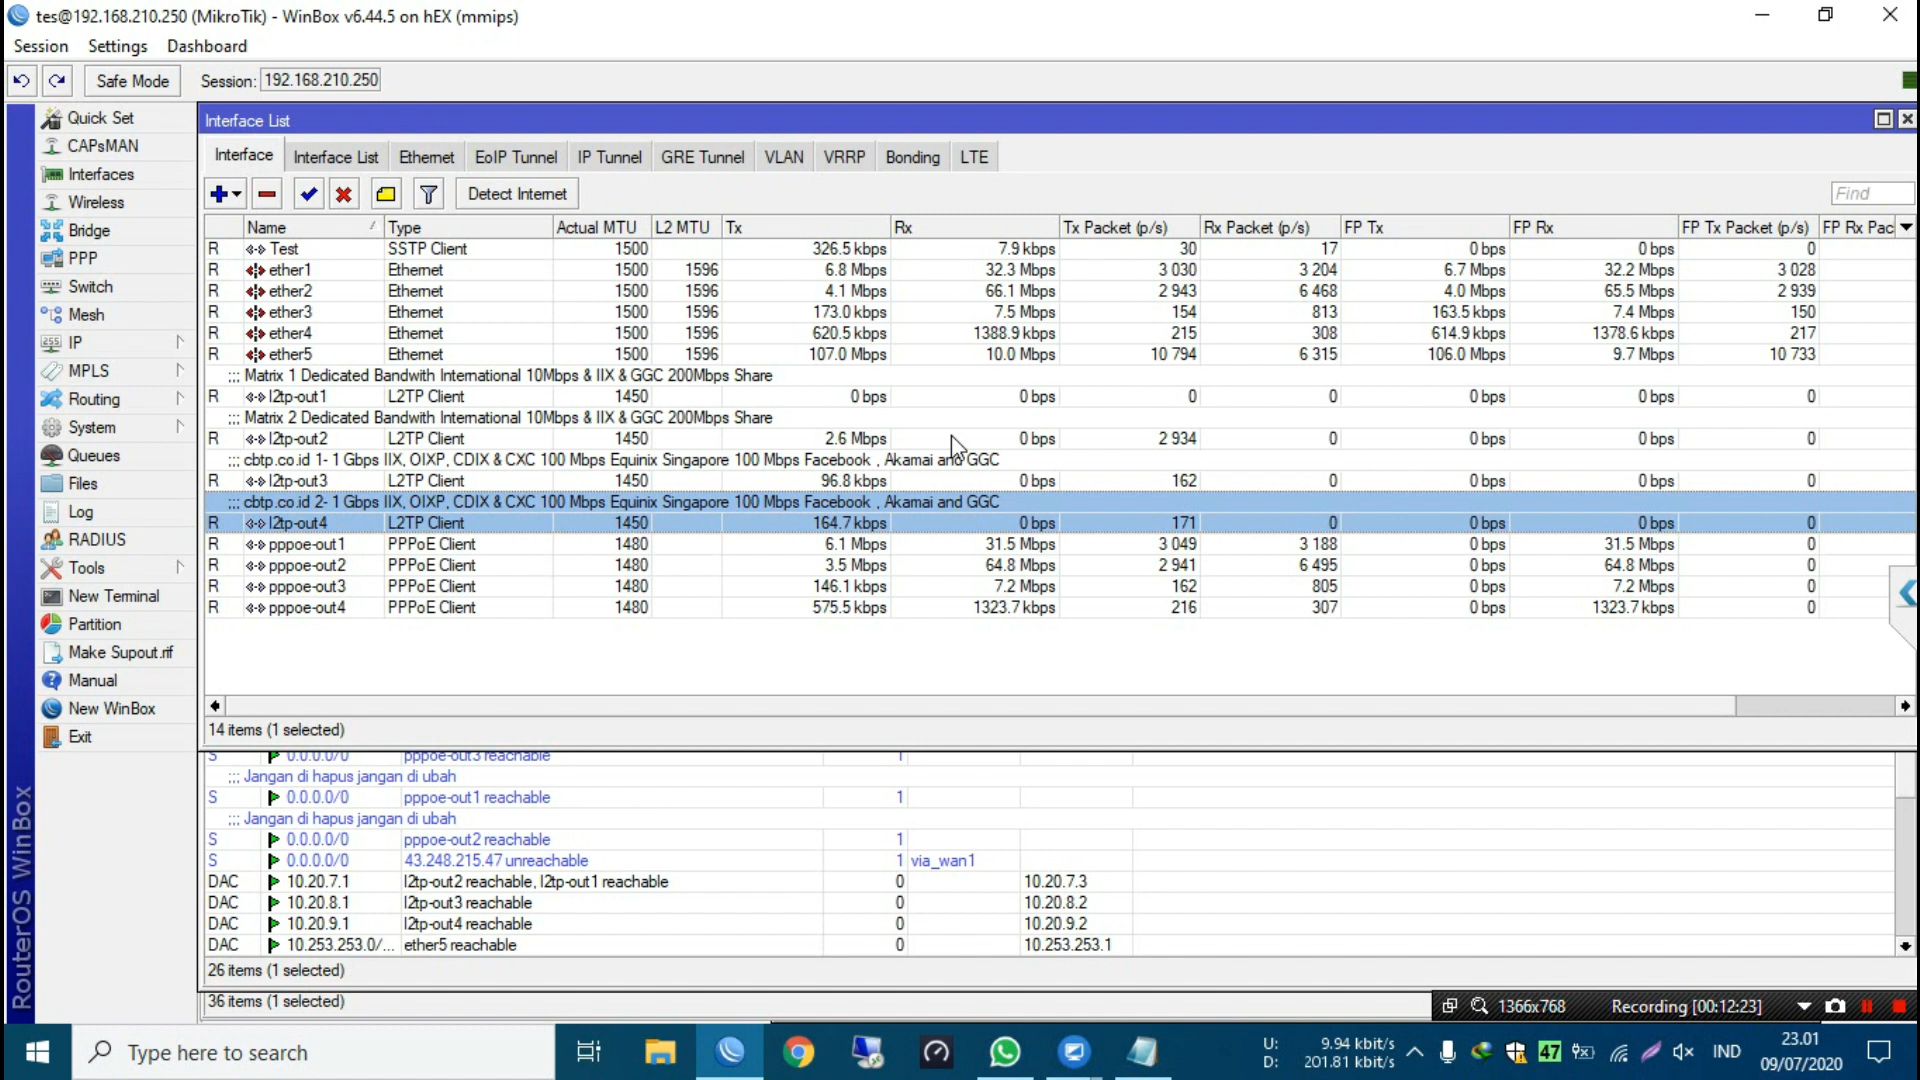 tes@192.168.210.250 (MikroTik) - WinBox v6.44.5 on hEX (mmips)
Session Settings Dashboard
Safe Mode Session: 192.168.210.250
Quick Set
CAPsMAN
Interfaces
Wireless
Bridge
PPP
Switch
Mesh
IP
MPLS
Routing
System
Queues
Files
Log
RADIUS
Tools
New Terminal
Partition
Make Supout.rif
Manual
New WinBox
Exit
RouterOS WinBox
Interface List
Interface Interface List Ethernet EoIP Tunnel IP Tunnel GRE Tunnel VLAN VRRP Bonding LTE
Detect Internet Find
Name Type Actual MTU L2 MTU Tx Rx Tx Packet (p/s) Rx Packet (p/s) FP Tx FP Rx FP Tx Packet (p/s) FP Rx Pac
R Test SSTP Client 1500 326.5 kbps 7.9 kbps 30 17 0 bps 0 bps 0
R ether1 Ethernet 1500 1596 6.8 Mbps 32.3 Mbps 3 030 3 204 6.7 Mbps 32.2 Mbps 3 028
R ether2 Ethernet 1500 1596 4.1 Mbps 66.1 Mbps 2 943 6 468 4.0 Mbps 65.5 Mbps 2 939
R ether3 Ethernet 1500 1596 173.0 kbps 7.5 Mbps 154 813 163.5 kbps 7.4 Mbps 150
R ether4 Ethernet 1500 1596 620.5 kbps 1388.9 kbps 215 308 614.9 kbps 1378.6 kbps 217
R ether5 Ethernet 1500 1596 107.0 Mbps 10.0 Mbps 10 794 6 315 106.0 Mbps 9.7 Mbps 10 733
;;; Matrix 1 Dedicated Bandwith International 10Mbps & IIX & GGC 200Mbps Share
R l2tp-out1 L2TP Client 1450 0 bps 0 bps 0 0 0 bps 0 bps 0
;;; Matrix 2 Dedicated Bandwith International 10Mbps & IIX & GGC 200Mbps Share
R l2tp-out2 L2TP Client 1450 2.6 Mbps 0 bps 2 934 0 0 bps 0 bps 0
;;; cbtp.co.id 1- 1 Gbps IIX, OIXP, CDIX & CXC 100 Mbps Equinix Singapore 100 Mbps Facebook , Akamai and GGC
R l2tp-out3 L2TP Client 1450 96.8 kbps 0 bps 162 0 0 bps 0 bps 0
;;; cbtp.co.id 2- 1 Gbps IIX, OIXP, CDIX & CXC 100 Mbps Equinix Singapore 100 Mbps Facebook , Akamai and GGC
R l2tp-out4 L2TP Client 1450 164.7 kbps 0 bps 171 0 0 bps 0 bps 0
R pppoe-out1 PPPoE Client 1480 6.1 Mbps 31.5 Mbps 3 049 3 188 0 bps 31.5 Mbps 0
R pppoe-out2 PPPoE Client 1480 3.5 Mbps 64.8 Mbps 2 941 6 495 0 bps 64.8 Mbps 0
R pppoe-out3 PPPoE Client 1480 146.1 kbps 7.2 Mbps 162 805 0 bps 7.2 Mbps 0
R pppoe-out4 PPPoE Client 1480 575.5 kbps 1323.7 kbps 216 307 0 bps 1323.7 kbps 0
14 items (1 selected)
S 0.0.0.0/0 pppoe-out3 reachable 1
;;; Jangan di hapus jangan di ubah
S 0.0.0.0/0 pppoe-out1 reachable 1
;;; Jangan di hapus jangan di ubah
S 0.0.0.0/0 pppoe-out2 reachable 1
S 0.0.0.0/0 43.248.215.47 unreachable 1 via_wan1
DAC 10.20.7.1 l2tp-out2 reachable, l2tp-out1 reachable 0 10.20.7.3
DAC 10.20.8.1 l2tp-out3 reachable 0 10.20.8.2
DAC 10.20.9.1 l2tp-out4 reachable 0 10.20.9.2
DAC 10.253.253.0/... ether5 reachable 0 10.253.253.1
26 items (1 selected)
36 items (1 selected)
1366x768 Recording [00:12:23]
Type here to search
U: 9.94 kbit/s
D: 201.81 kbit/s
47
IND
23.01
09/07/2020